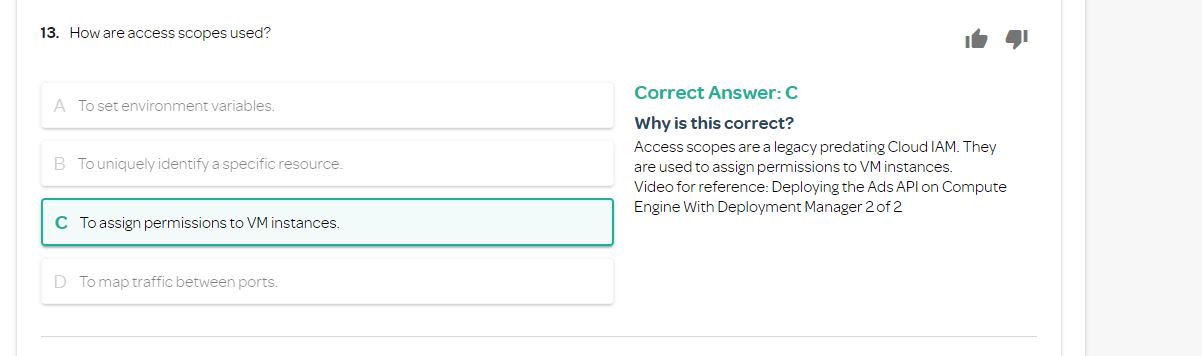 13. How are access scopes used?
A To set environment variables.
B To uniquely identify a specific resource.
C To assign permissions to VM instances.
D To map traffic between ports.
Correct Answer: C
Why is this correct?
Access scopes are a legacy predating Cloud IAM. They
are used to assign permissions to VM instances.
Video for reference: Deploying the Ads API on Compute
Engine With Deployment Manager 2 of 2